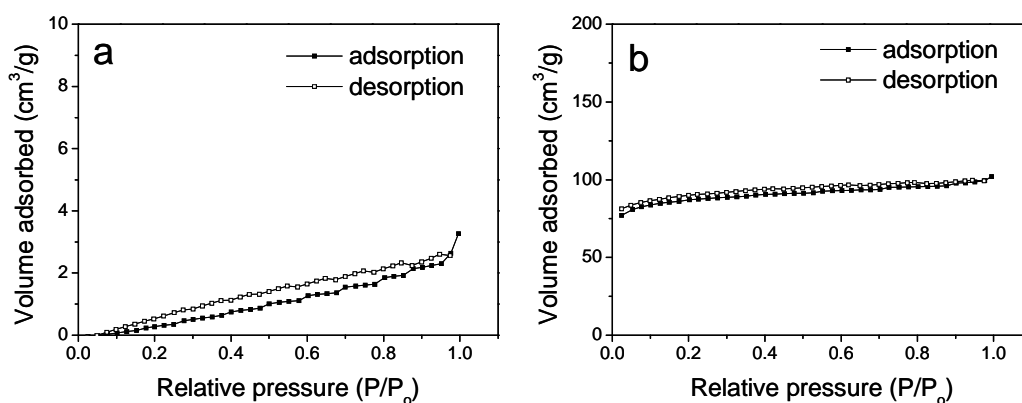 a
adsorption
desorption
Volume adsorbed (cm³/g)
10
8
6
4
2
0
0.0 0.2 0.4 0.6 0.8 1.0
Relative pressure (P/Pₒ)
b
adsorption
desorption
Volume adsorbed (cm³/g)
200
150
100
50
0
0.0 0.2 0.4 0.6 0.8 1.0
Relative pressure (P/Pₒ)